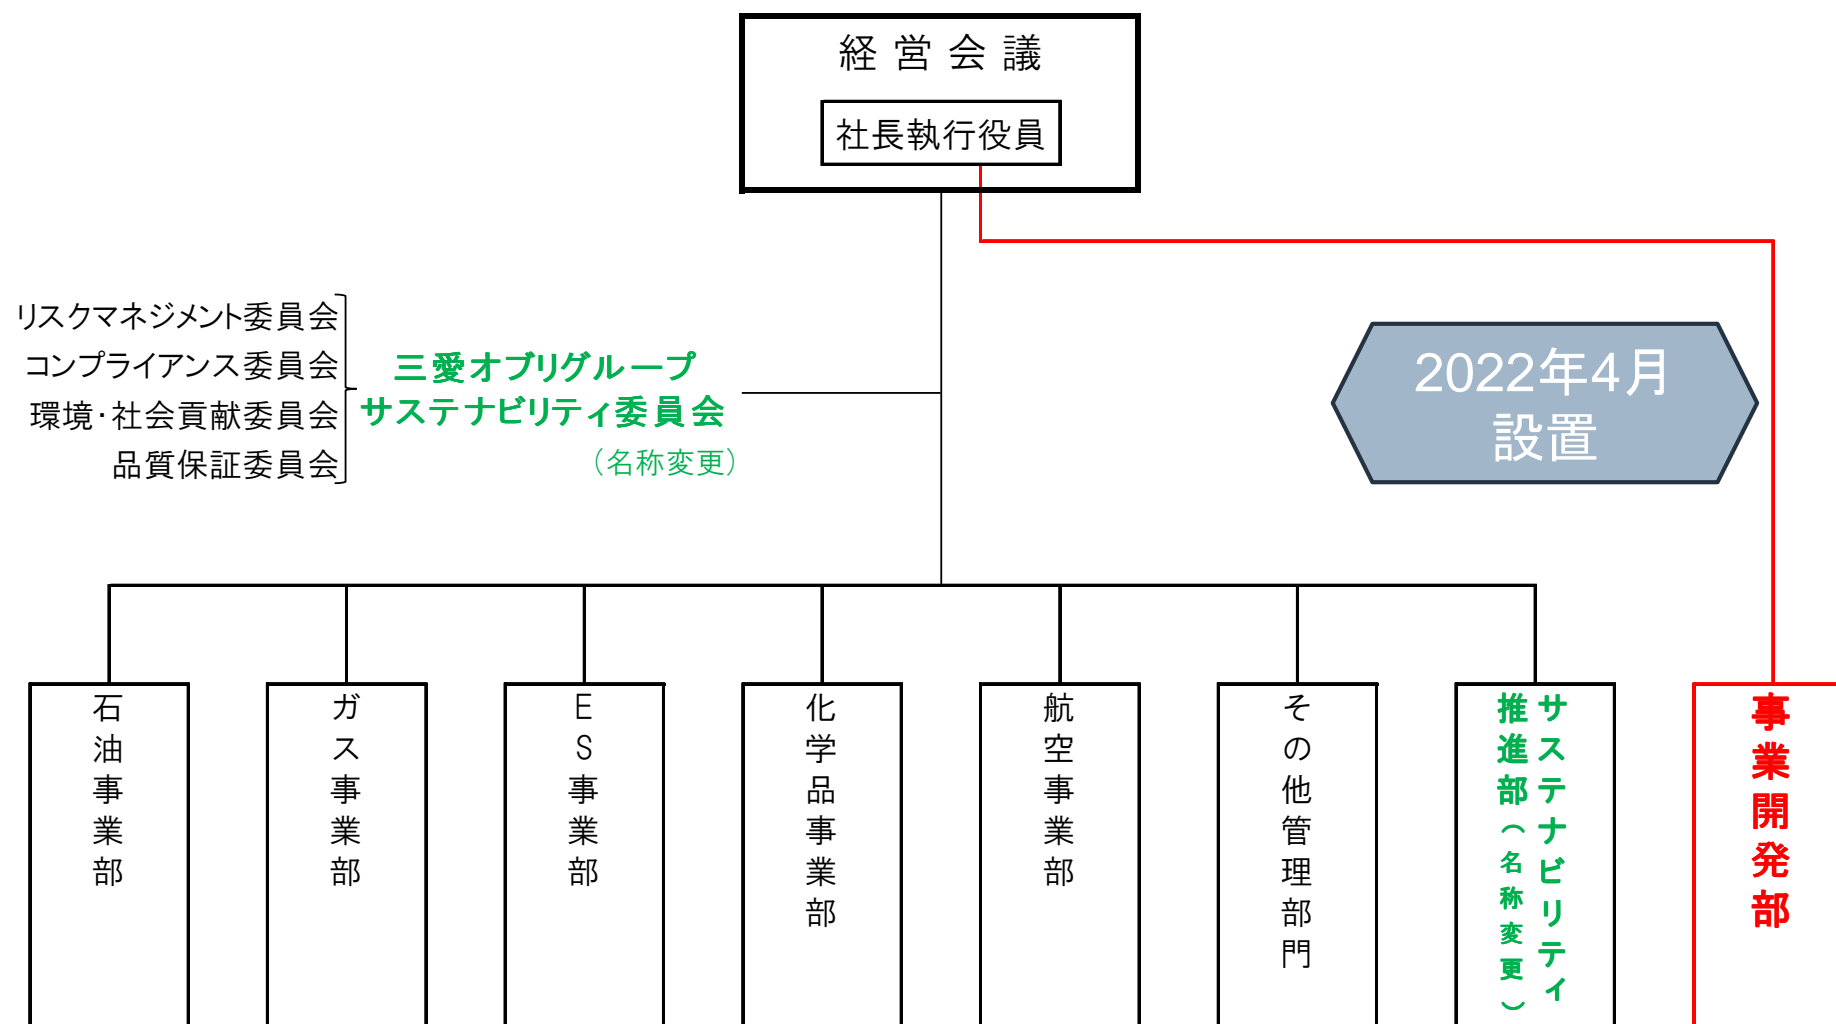 経営会議
社長執行役員
リスクマネジメント委員会
コンプライアンス委員会
環境・社会貢献委員会
品質保証委員会
三愛オブリグループ
サステナビリティ委員会
（名称変更）
2022年4月
設置
石油事業部
ガス事業部
ES事業部
化学品事業部
航空事業部
その他管理部門
サステナビリティ
推進部（名称変更）
事業開発部